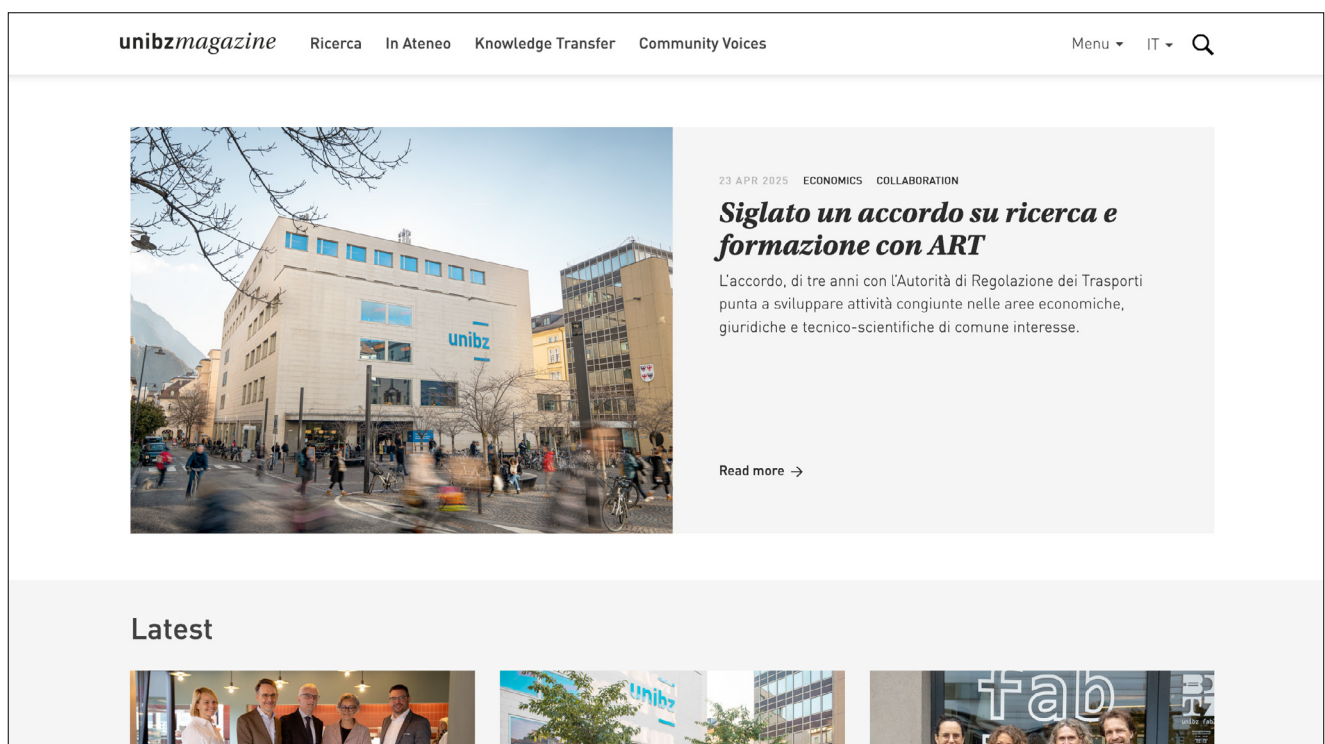 unibzmagazine Ricerca In Ateneo Knowledge Transfer Community Voices Menu IT
23 APR 2025 ECONOMICS COLLABORATION
Siglato un accordo su ricerca e
formazione con ART
L'accordo, di tre anni con l'Autorità di Regolazione dei Trasporti
punta a sviluppare attività congiunte nelle aree economiche,
giuridiche e tecnico-scientifiche di comune interesse.
unibz
Read more →
Latest
unibz
fab
unibz fab